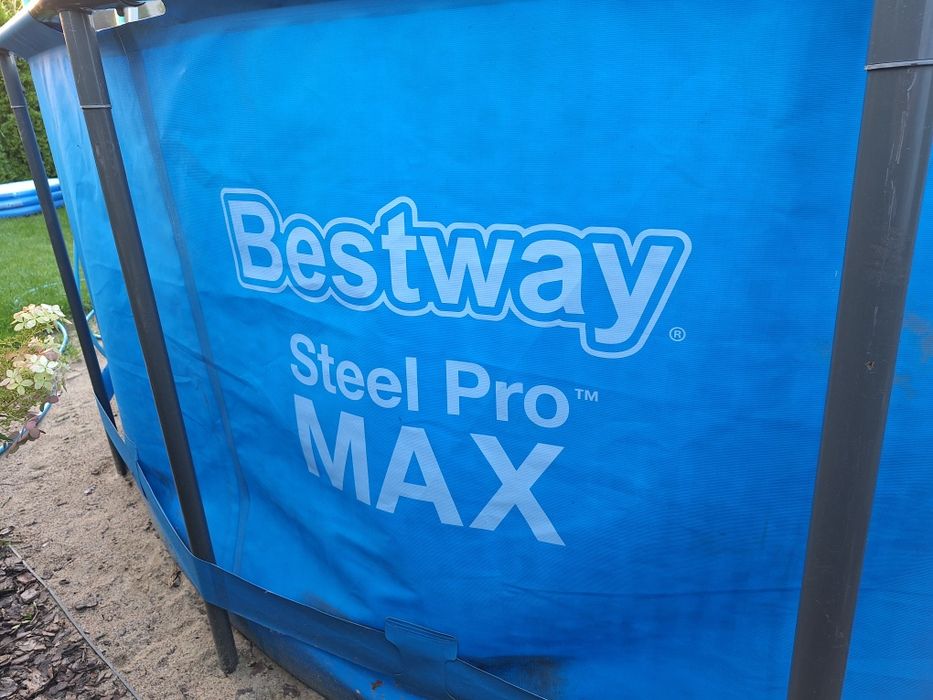 Bestway®
Steel Pro™
MAX